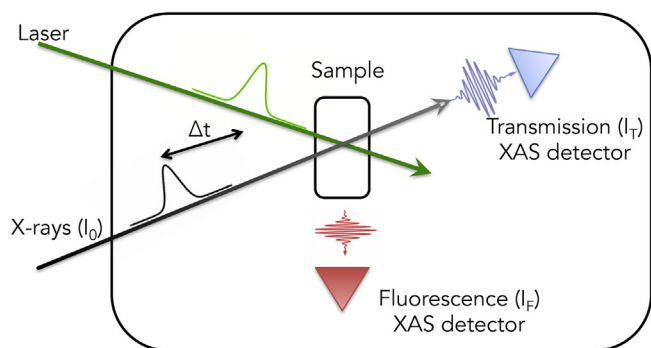 Laser
Sample
Δt
Transmission (I_T)
XAS detector
X-rays (I_0)
Fluorescence (I_F)
XAS detector